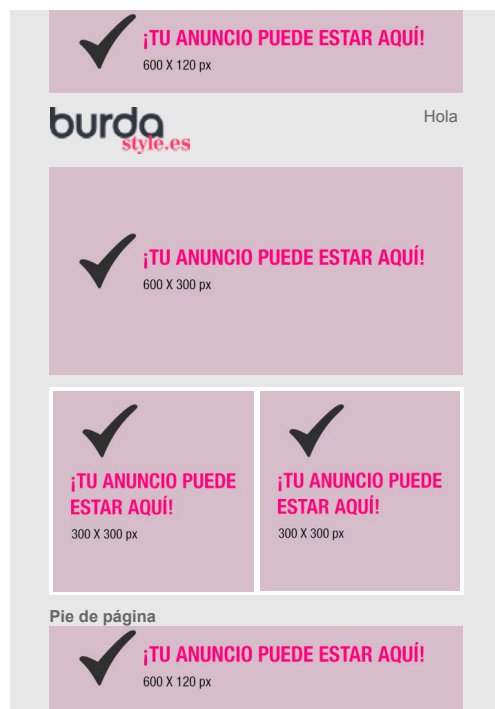 ¡TU ANUNCIO PUEDE ESTAR AQUÍ!
600 X 120 px
burda
style.es
Hola
¡TU ANUNCIO PUEDE ESTAR AQUÍ!
600 X 300 px
¡TU ANUNCIO PUEDE
ESTAR AQUÍ!
300 X 300 px
¡TU ANUNCIO PUEDE
ESTAR AQUÍ!
300 X 300 px
Pie de página
¡TU ANUNCIO PUEDE ESTAR AQUÍ!
600 X 120 px